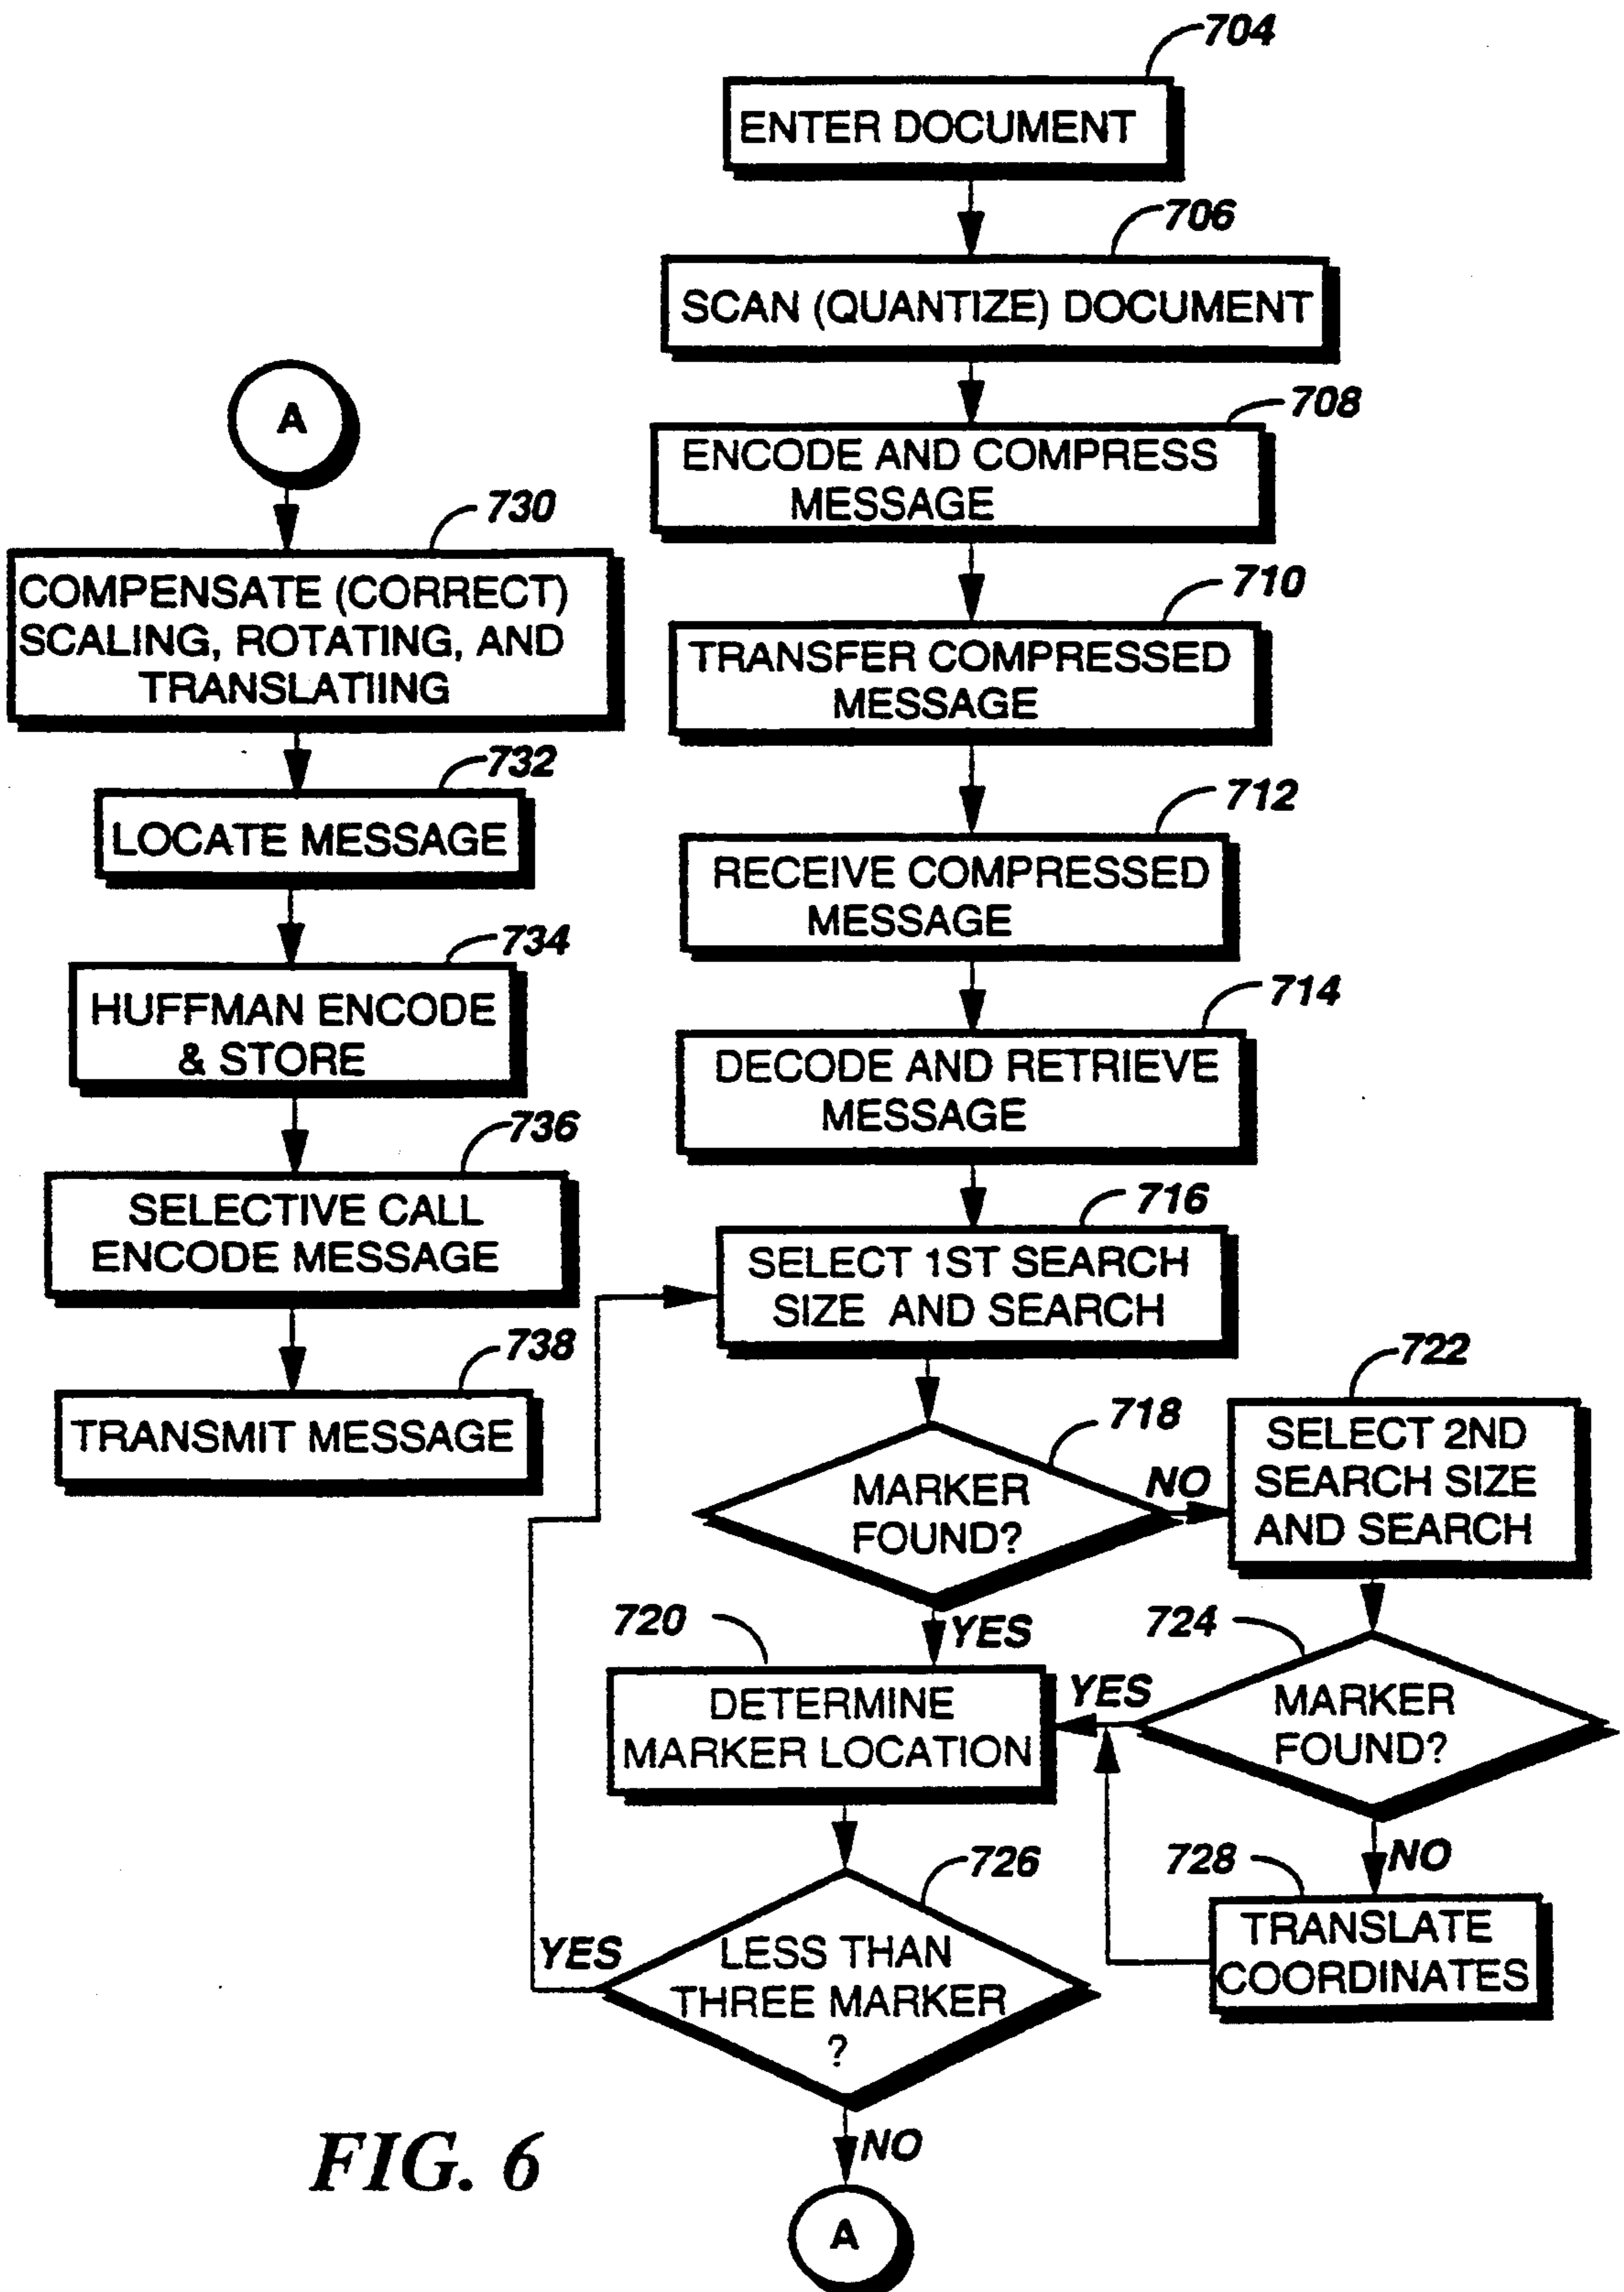 704
ENTER DOCUMENT
706
SCAN (QUANTIZE) DOCUMENT
708
ENCODE AND COMPRESS
MESSAGE
710
TRANSFER COMPRESSED
MESSAGE
712
RECEIVE COMPRESSED
MESSAGE
714
DECODE AND RETRIEVE
MESSAGE
716
SELECT 1ST SEARCH
SIZE AND SEARCH
718
MARKER
FOUND?
NO
YES
722
SELECT 2ND
SEARCH SIZE
AND SEARCH
724
MARKER
FOUND?
YES
NO
728
TRANSLATE
COORDINATES
720
DETERMINE
MARKER LOCATION
726
LESS THAN
THREE MARKER
?
YES
NO
A
A
730
COMPENSATE (CORRECT)
SCALING, ROTATING, AND
TRANSLATIING
732
LOCATE MESSAGE
734
HUFFMAN ENCODE
& STORE
736
SELECTIVE CALL
ENCODE MESSAGE
738
TRANSMIT MESSAGE
FIG. 6